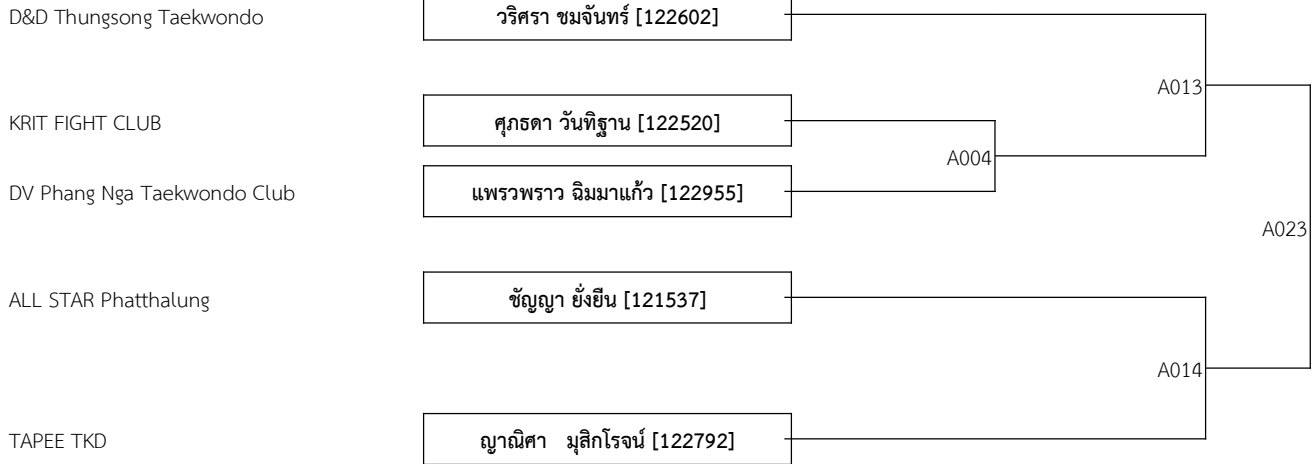 D&D Thungsong Taekwondo
วริศรา ชมจันทร์ [122602]
A013
KRIT FIGHT CLUB
ศุภธดา วันทิฐาน [122520]
A004
DV Phang Nga Taekwondo Club
แพรวพราว ฉิมมาแก้ว [122955]
A023
ALL STAR Phatthalung
ชัญญา ยั่งยืน [121537]
A014
TAPEE TKD
ญาณิศา มุสิกโรจน์ [122792]